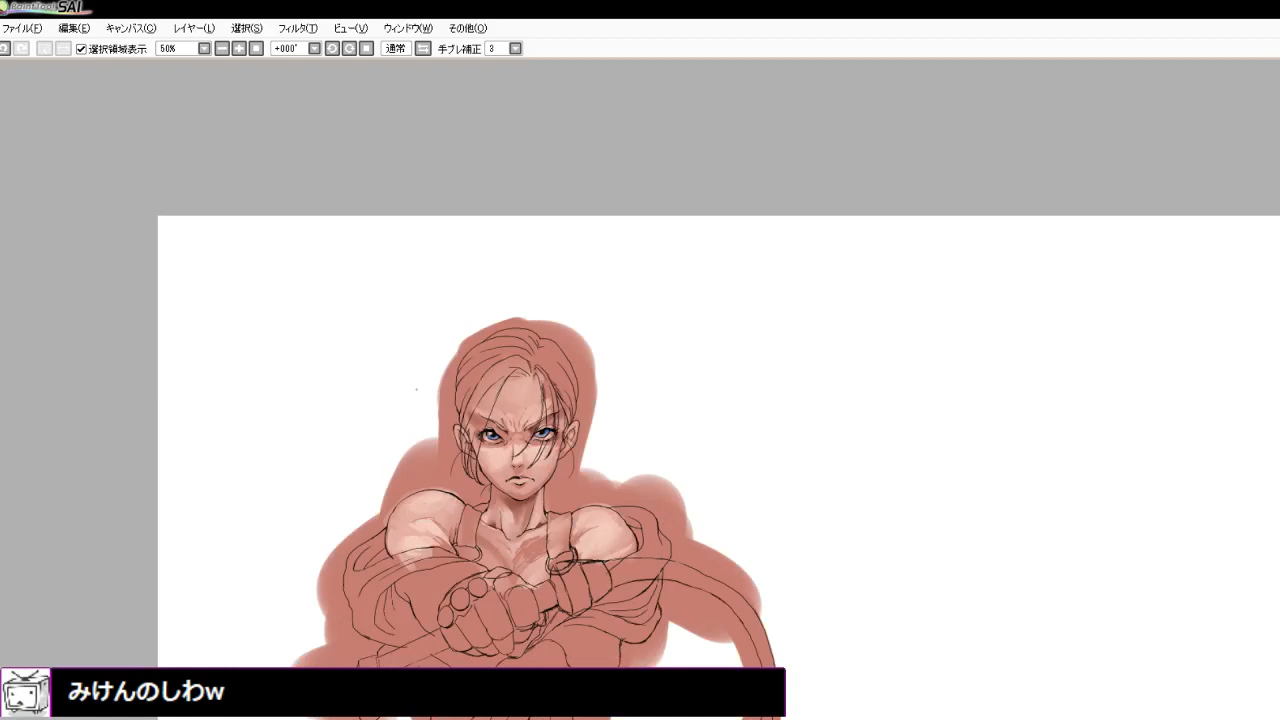 PaintTool SAI
ファイル(F) 編集(E) キャンバス(C) レイヤー(L) 選択(S) フィルタ(T) ビュー(V) ウィンドウ(W) その他(O)
選択領域表示 50% +000° 通常 手ブレ補正 3
みけんのしわw